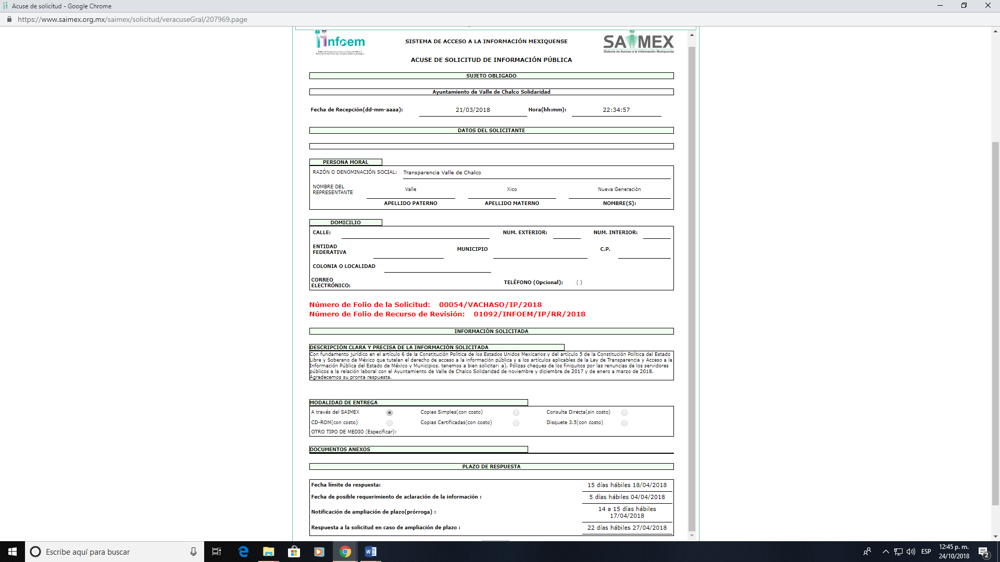 Acuse de solicitud - Google Chrome
https://www.saimex.org.mx/saimex/solicitud/veracuseGral/207969.page
infoem
SISTEMA DE ACCESO A LA INFORMACIÓN MEXIQUENSE
SAIMEX
Sistema de Acceso a la Información Mexiquense
ACUSE DE SOLICITUD DE INFORMACIÓN PÚBLICA
SUJETO OBLIGADO
Ayuntamiento de Valle de Chalco Solidaridad
Fecha de Recepción(dd-mm-aaaa): 21/03/2018 Hora(hh:mm): 22:34:57
DATOS DEL SOLICITANTE
PERSONA MORAL
RAZÓN O DENOMINACIÓN SOCIAL: Transparencia Valle de Chalco
NOMBRE DEL REPRESENTANTE Valle Xico Nueva Generación
APELLIDO PATERNO APELLIDO MATERNO NOMBRE(S):
DOMICILIO
CALLE: NUM. EXTERIOR: NUM. INTERIOR:
ENTIDAD FEDERATIVA MUNICIPIO C.P.
COLONIA O LOCALIDAD
CORREO ELECTRÓNICO: TELÉFONO (Opcional): ( )
Número de Folio de la Solicitud: 00054/VACHASO/IP/2018
Número de Folio de Recurso de Revisión: 01092/INFOEM/IP/RR/2018
INFORMACIÓN SOLICITADA
DESCRIPCIÓN CLARA Y PRECISA DE LA INFORMACIÓN SOLICITADA
Con fundamento jurídico en el artículo 6 de la Constitución Política de los Estados Unidos Mexicanos y del artículo 5 de la Constitución Política del Estado
Libre y Soberano de México que tutelan el derecho de acceso a la información pública y a los artículos aplicables de la Ley de Transparencia y Acceso a la
Información Pública del Estado de México y Municipios, tenemos a bien solicitar: a). Pólizas cheques de los finiquitos por las renuncias de los servidores
públicos a la relación laboral con el Ayuntamiento de Valle de Chalco Solidaridad de noviembre y diciembre de 2017 y de enero a marzo de 2018.
Agradecemos su pronta respuesta.
MODALIDAD DE ENTREGA
A través del SAIMEX Copias Simples(con costo) Consulta Directa(sin costo)
CD-ROM(con costo) Copias Certificadas(con costo) Disquete 3.5(con costo)
OTRO TIPO DE MEDIO (Especificar):
DOCUMENTOS ANEXOS
PLAZO DE RESPUESTA
Fecha límite de respuesta: 15 días hábiles 18/04/2018
Fecha de posible requerimiento de aclaración de la información : 5 días hábiles 04/04/2018
Notificación de ampliación de plazo(prórroga) : 14 a 15 días hábiles 17/04/2018
Respuesta a la solicitud en caso de ampliación de plazo : 22 días hábiles 27/04/2018
Escribe aquí para buscar
ESP
12:45 p. m.
24/10/2018
2